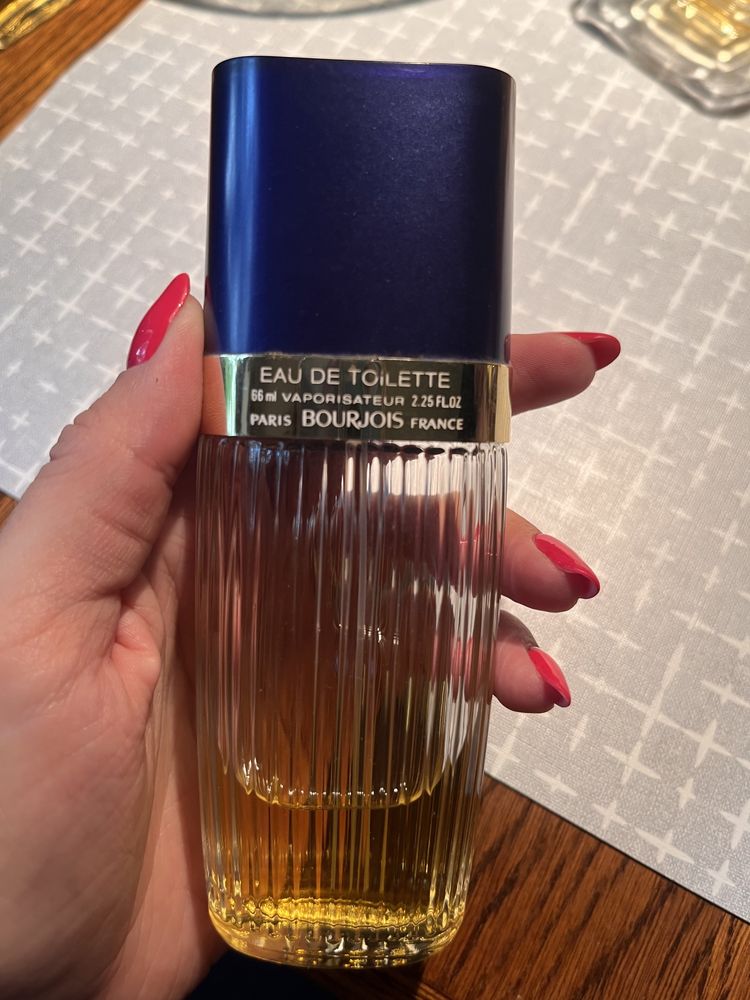 EAU DE TOILETTE
66 ml VAPORISATEUR 2.25 FL.OZ
PARIS BOURJOIS FRANCE